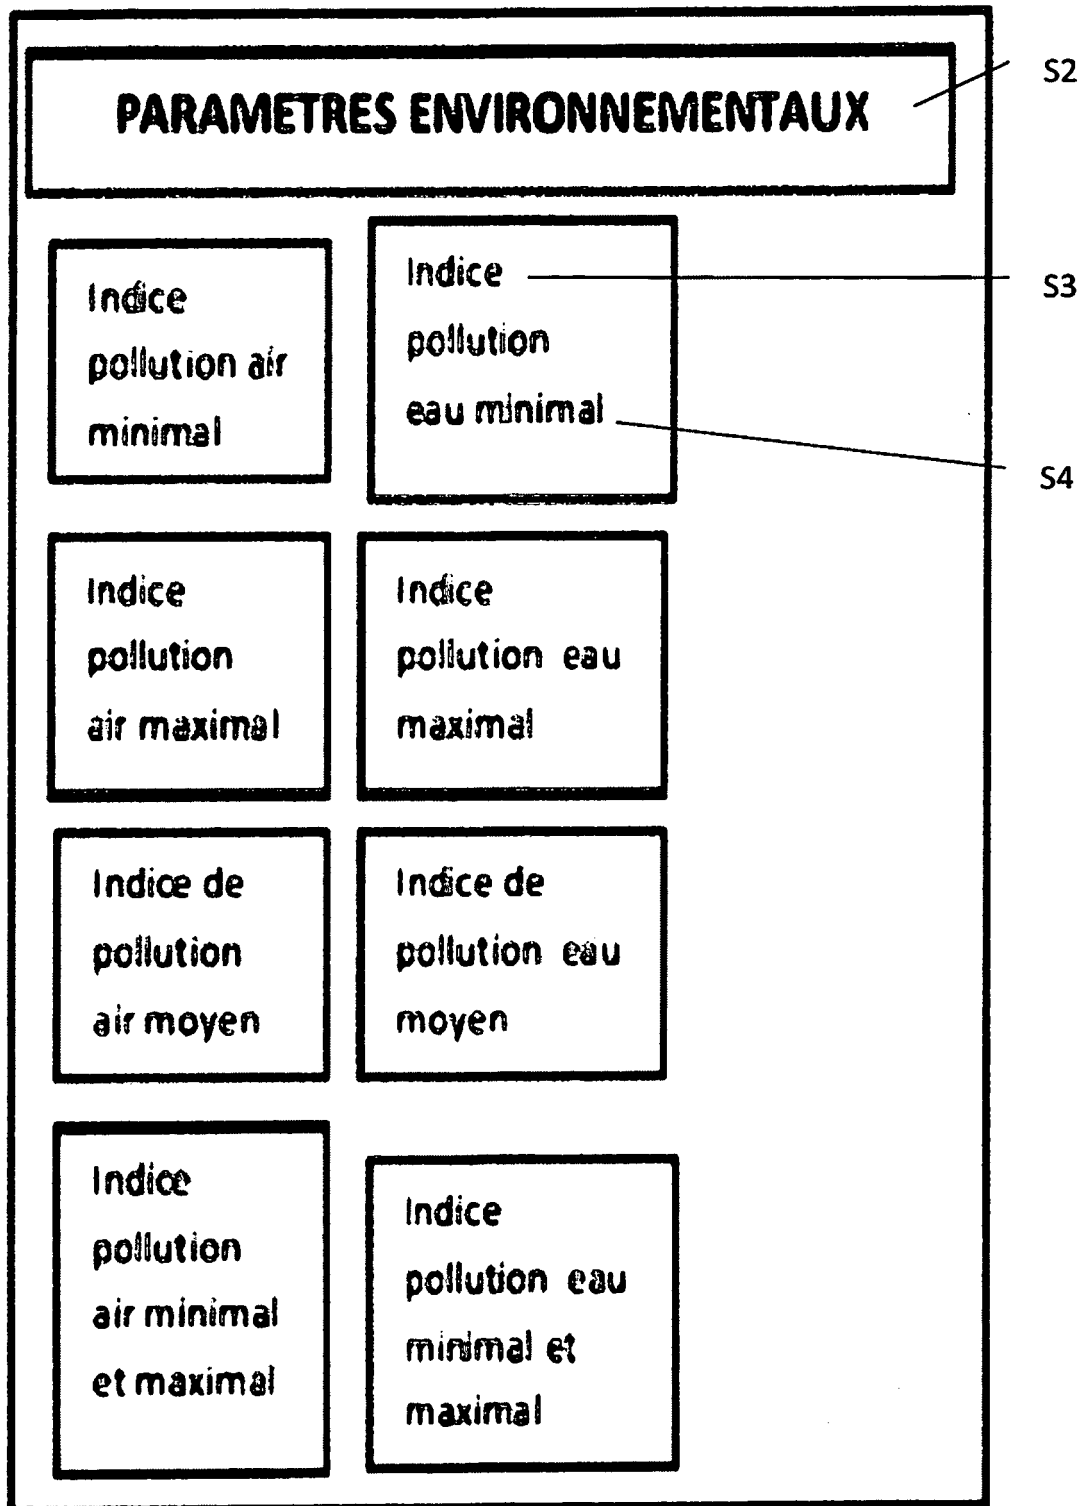 PARAMETRES ENVIRONNEMENTAUX
S2
Indice
pollution air
minimal
Indice
pollution
eau minimal
S3
S4
Indice
pollution
air maximal
Indice
pollution eau
maximal
Indice de
pollution
air moyen
Indice de
pollution eau
moyen
Indice
pollution
air minimal
et maximal
Indice
pollution eau
minimal et
maximal